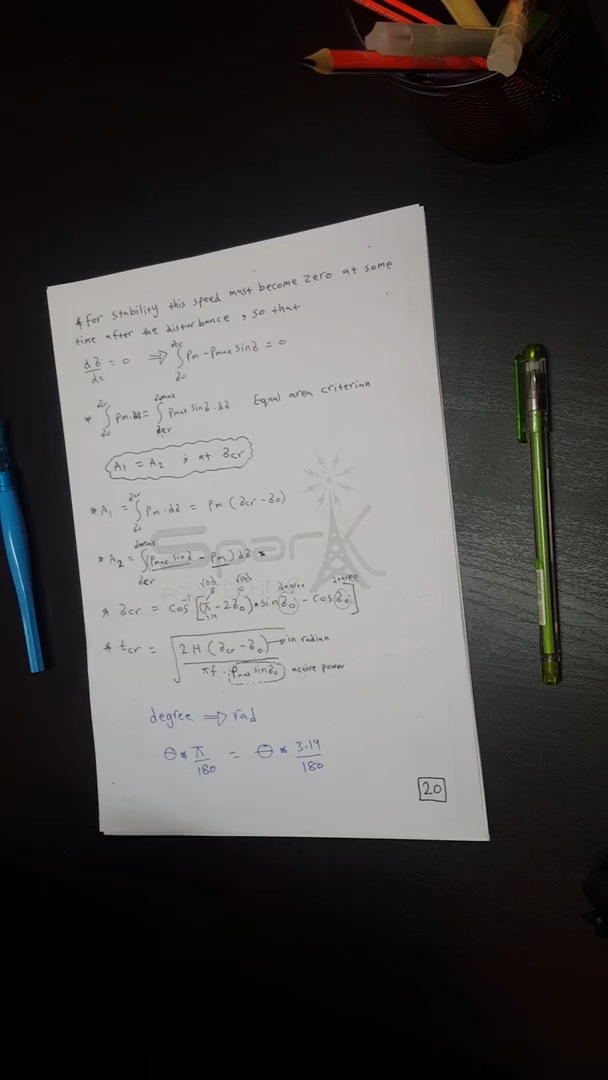 * For stability this speed must become zero at some
time after the disturbance, so that
dδ/dt = 0 ⟹ ∫_{δ0}^{δcr} Pm - Pmax sinδ = 0
* ∫_{δ0}^{δcr} Pm.dδ = ∫_{δcr}^{δmax} Pmax sinδ . dδ Equal area criterian
A1 = A2 is at δcr
* A1 = ∫_{δ0}^{δcr} Pm . dδ = Pm (δcr - δ0)
* A2 = ∫_{δcr}^{δmax} (Pmax sinδ - Pm) dδ
Spark
rad rad degree degree
* δcr = cos⁻¹ [(π - 2δ0) * sin δ0 - cos δ0]
3.14
* tcr = √(2H (δcr - δ0) / πf . Pmax sinδ0) in radian
active power
degree ⟹ rad
θ * π/180 = θ * 3.14/180
20